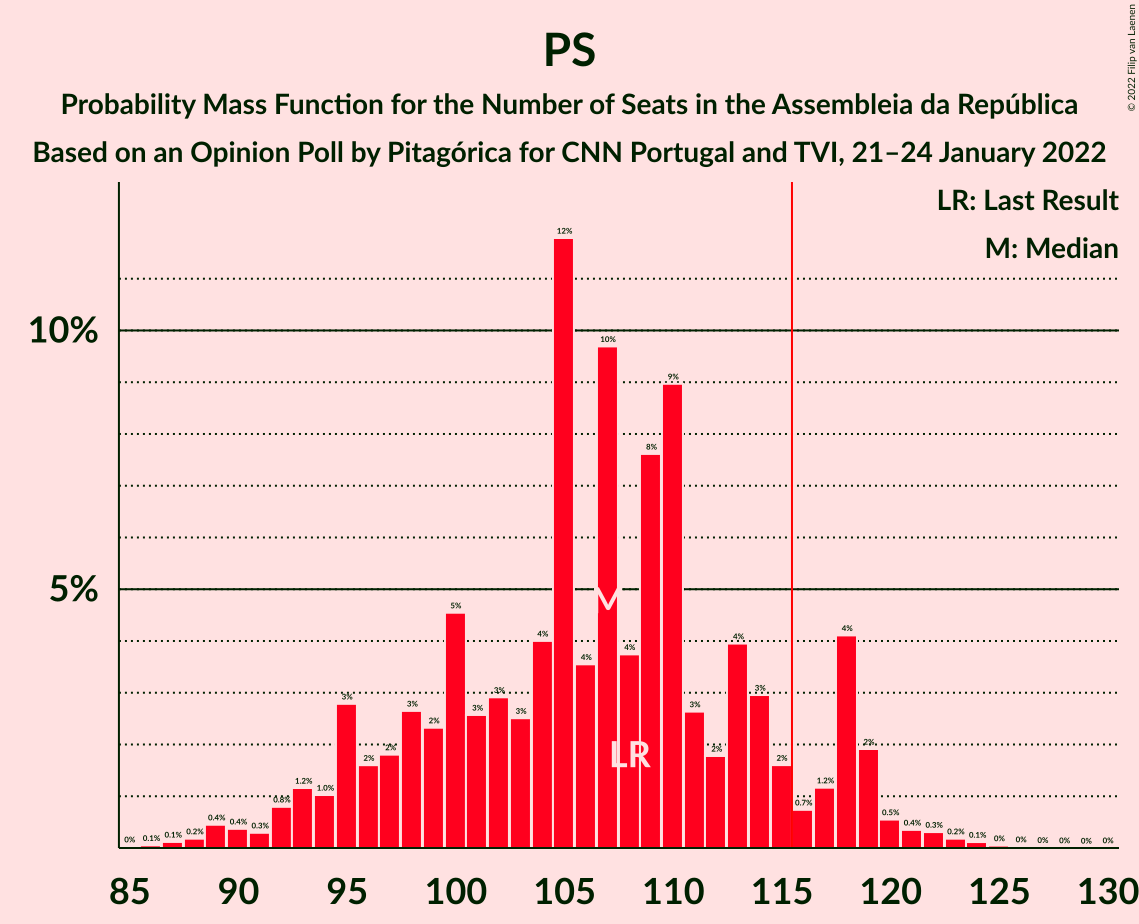 PS
Probability Mass Function for the Number of Seats in the Assembleia da República
Based on an Opinion Poll by Pitagórica for CNN Portugal and TVI, 21–24 January 2022
© 2022 Filip van Laenen
LR: Last Result
M: Median
10%
5%
0% 0.1% 0.1% 0.2% 0.4% 0.4% 0.3% 0.8% 1.2% 1.0% 3% 2% 2% 3% 2% 5% 3% 3% 3% 4% 12% 4% 10% 4% 8% 9% 3% 2% 4% 3% 2% 0.7% 1.2% 4% 2% 0.5% 0.4% 0.3% 0.2% 0.1% 0% 0% 0% 0% 0% 0%
M
LR
85 90 95 100 105 110 115 120 125 130